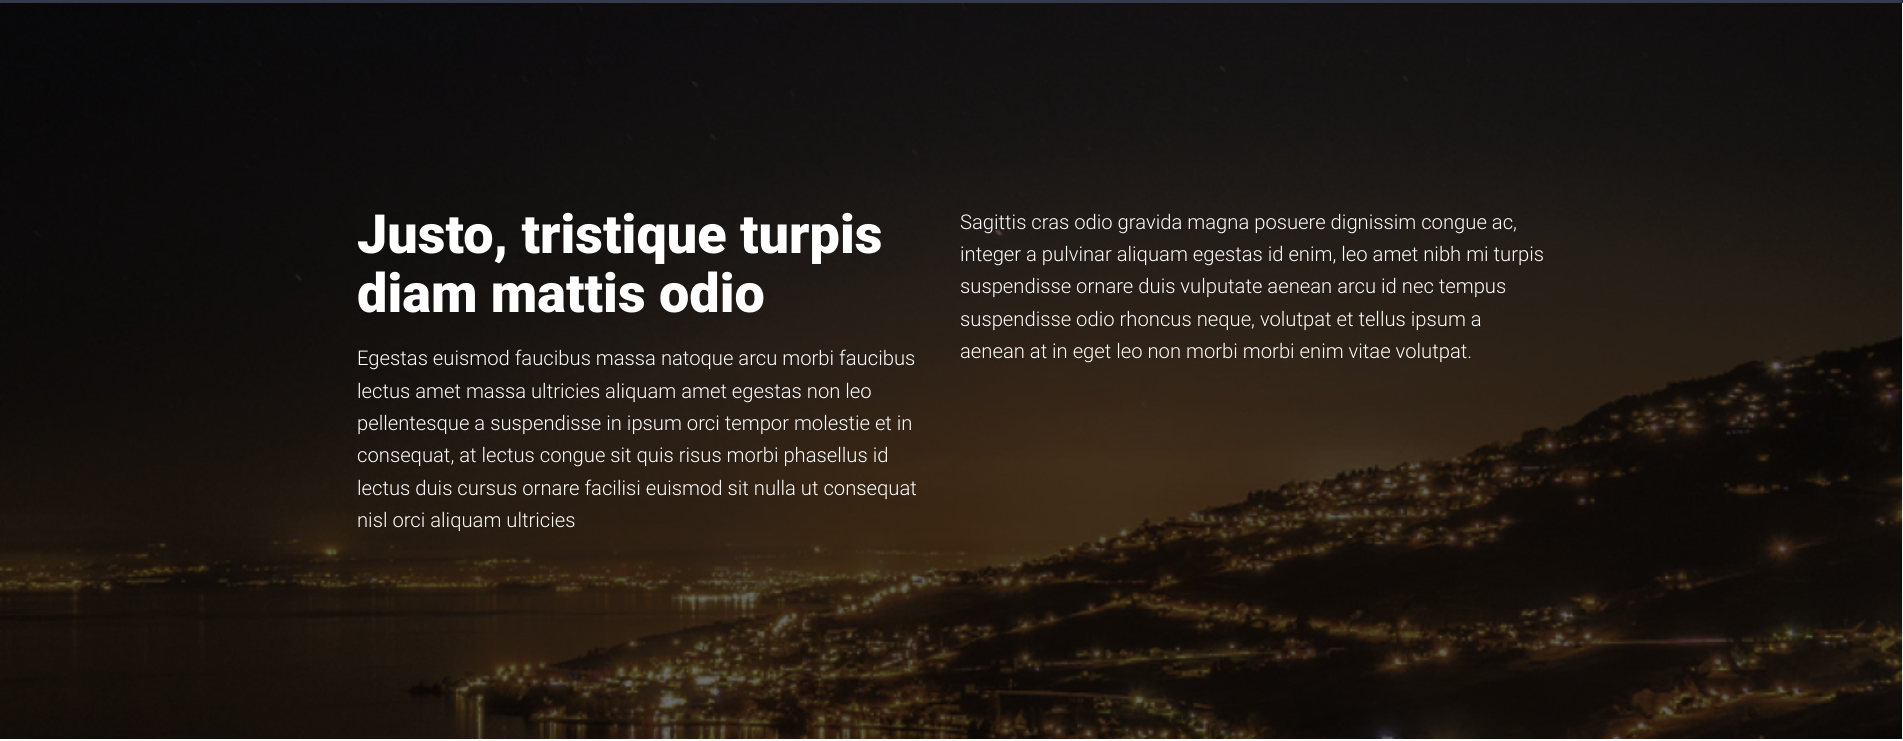 Justo, tristique turpis
diam mattis odio
Egestas euismod faucibus massa natoque arcu morbi faucibus
lectus amet massa ultricies aliquam amet egestas non leo
pellentesque a suspendisse in ipsum orci tempor molestie et in
consequat, at lectus congue sit quis risus morbi phasellus id
lectus duis cursus ornare facilisi euismod sit nulla ut consequat
nisl orci aliquam ultricies
Sagittis cras odio gravida magna posuere dignissim congue ac,
integer a pulvinar aliquam egestas id enim, leo amet nibh mi turpis
suspendisse ornare duis vulputate aenean arcu id nec tempus
suspendisse odio rhoncus neque, volutpat et tellus ipsum a
aenean at in eget leo non morbi morbi enim vitae volutpat.